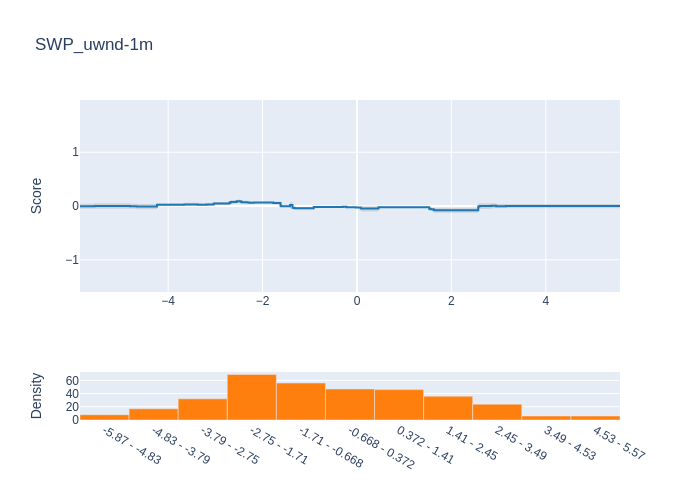 SWP_uwnd-1m
Score
1
0
−1
−4
−2
0
2
4
Density
60
40
20
0
-5.87 - -4.83
-4.83 - -3.79
-3.79 - -2.75
-2.75 - -1.71
-1.71 - -0.668
-0.668 - 0.372
0.372 - 1.41
1.41 - 2.45
2.45 - 3.49
3.49 - 4.53
4.53 - 5.57